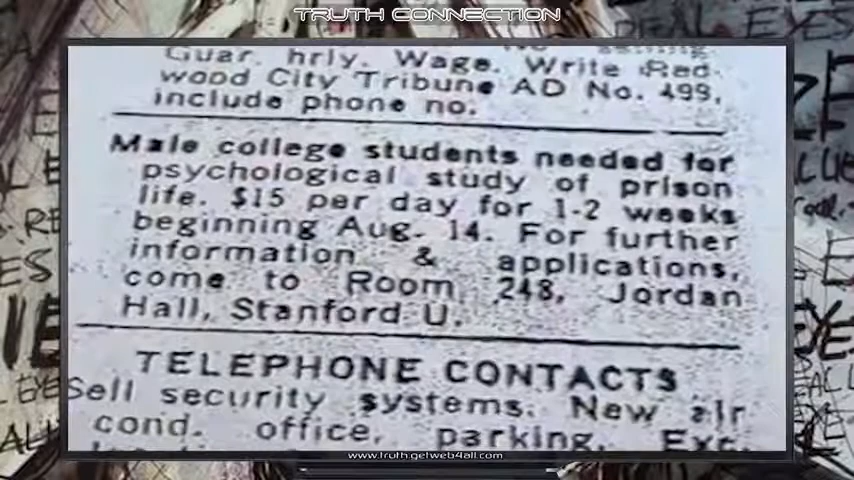 TRUTH CONNECTION
Guar. hrly. Wage. Write Red-
wood City Tribune AD No. 499,
include phone no.
Male college students needed for
psychological study of prison
life. $15 per day for 1-2 weeks
beginning Aug. 14. For further
information & applications,
come to Room 248, Jordan
Hall, Stanford U.
TELEPHONE CONTACTS
Sell security systems. New air
cond. office, parking. Exc.
www.truth.getweb4all.com